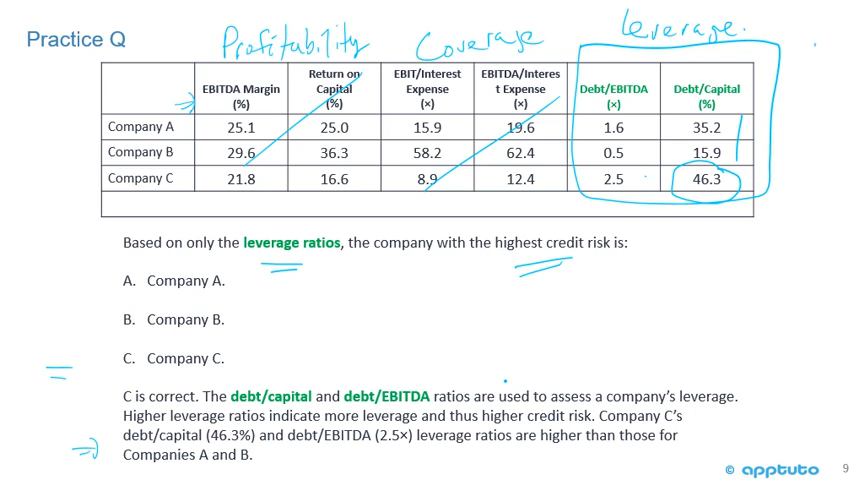 Practice Q
Profitability Coverage Leverage.
EBITDA Margin (%) Return on Capital (%) EBIT/Interest Expense (×) EBITDA/Interest Expense (×) Debt/EBITDA (×) Debt/Capital (%)
Company A 25.1 25.0 15.9 19.6 1.6 35.2
Company B 29.6 36.3 58.2 62.4 0.5 15.9
Company C 21.8 16.6 8.9 12.4 2.5 46.3
Based on only the leverage ratios, the company with the highest credit risk is:
A. Company A.
B. Company B.
C. Company C.
C is correct. The debt/capital and debt/EBITDA ratios are used to assess a company's leverage.
Higher leverage ratios indicate more leverage and thus higher credit risk. Company C's
debt/capital (46.3%) and debt/EBITDA (2.5×) leverage ratios are higher than those for
Companies A and B.
© apptuto 9